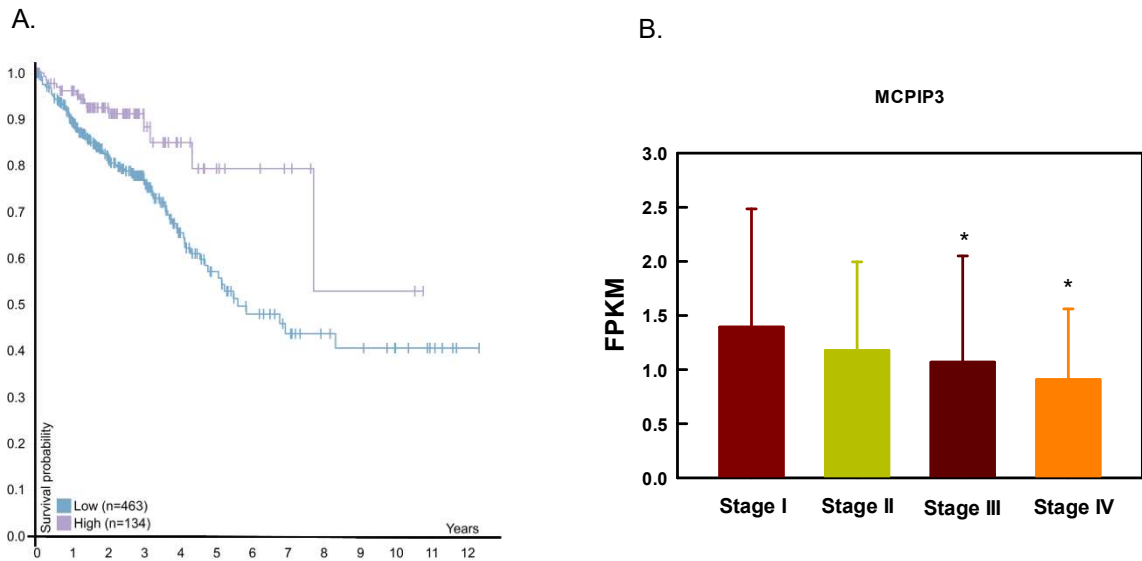 A.
1.0
0.9
0.8
0.7
0.6
0.5
0.4
0.3
0.2
0.1
0.0
Survival probability
Low (n=463)
High (n=134)
Years
0 1 2 3 4 5 6 7 8 9 10 11 12
B.
MCPIP3
FPKM
3.0
2.5
2.0
1.5
1.0
0.5
0.0
*
*
Stage I Stage II Stage III Stage IV